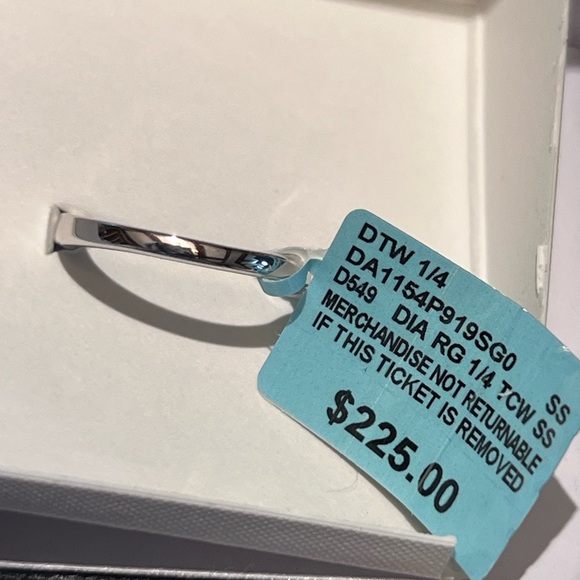 DTW 1/4
DA1154P919SG0 SS
D549 DIA RG 1/4 TCW SS
MERCHANDISE NOT RETURNABLE
IF THIS TICKET IS REMOVED
$225.00